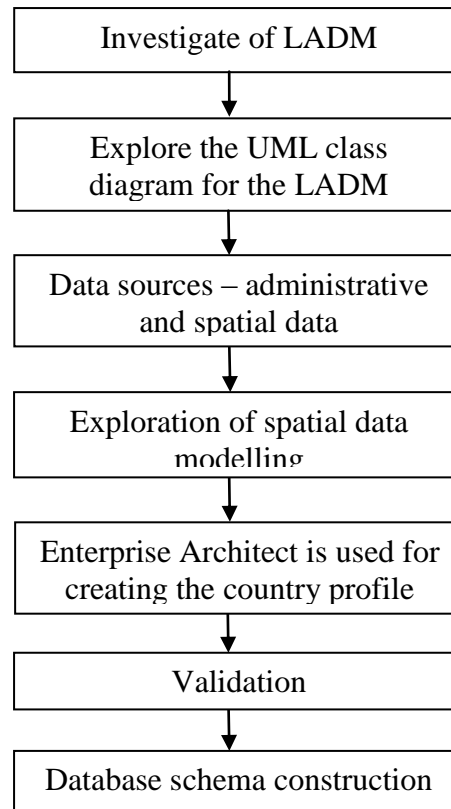 Investigate of LADM
Explore the UML class
diagram for the LADM
Data sources – administrative
and spatial data
Exploration of spatial data
modelling
Enterprise Architect is used for
creating the country profile
Validation
Database schema construction